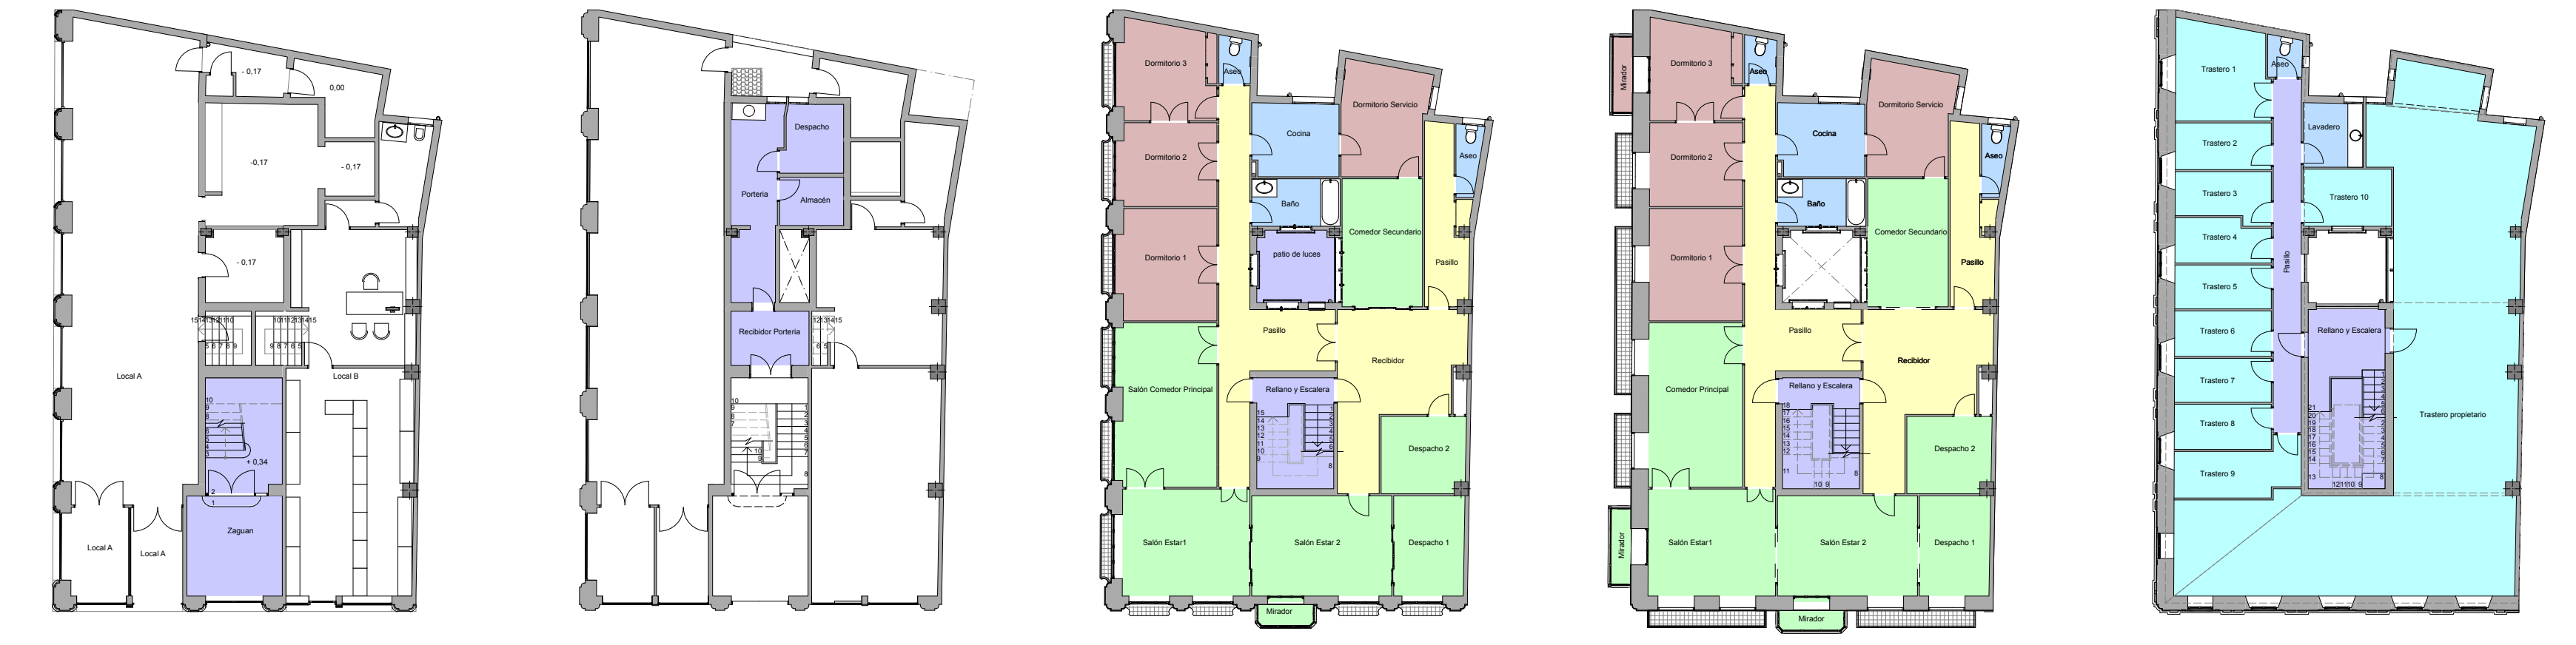 - 0,17
0,00
-0,17
- 0,17
- 0,17
Local A
Local B
+ 0,34
Zaguan
Local A
Local A
Despacho
Porteria
Almacén
Recibidor Porteria
Dormitorio 3
Aseo
Dormitorio Servicio
Cocina
Dormitorio 2
Aseo
Baño
Comedor Secundario
Dormitorio 1
patio de luces
Pasillo
Pasillo
Recibidor
Salón Comedor Principal
Rellano y Escalera
Despacho 2
Salón Estar1
Salón Estar 2
Despacho 1
Mirador
Mirador
Dormitorio 3
Aseo
Dormitorio Servicio
Cocina
Dormitorio 2
Aseo
Baño
Comedor Secundario
Dormitorio 1
Pasillo
Pasillo
Recibidor
Comedor Principal
Rellano y Escalera
Despacho 2
Mirador
Salón Estar1
Salón Estar 2
Despacho 1
Mirador
Trastero 1
Aseo
Lavadero
Trastero 2
Trastero 3
Trastero 10
Trastero 4
Pasillo
Trastero 5
Trastero 6
Rellano y Escalera
Trastero 7
Trastero 8
Trastero propietario
Trastero 9